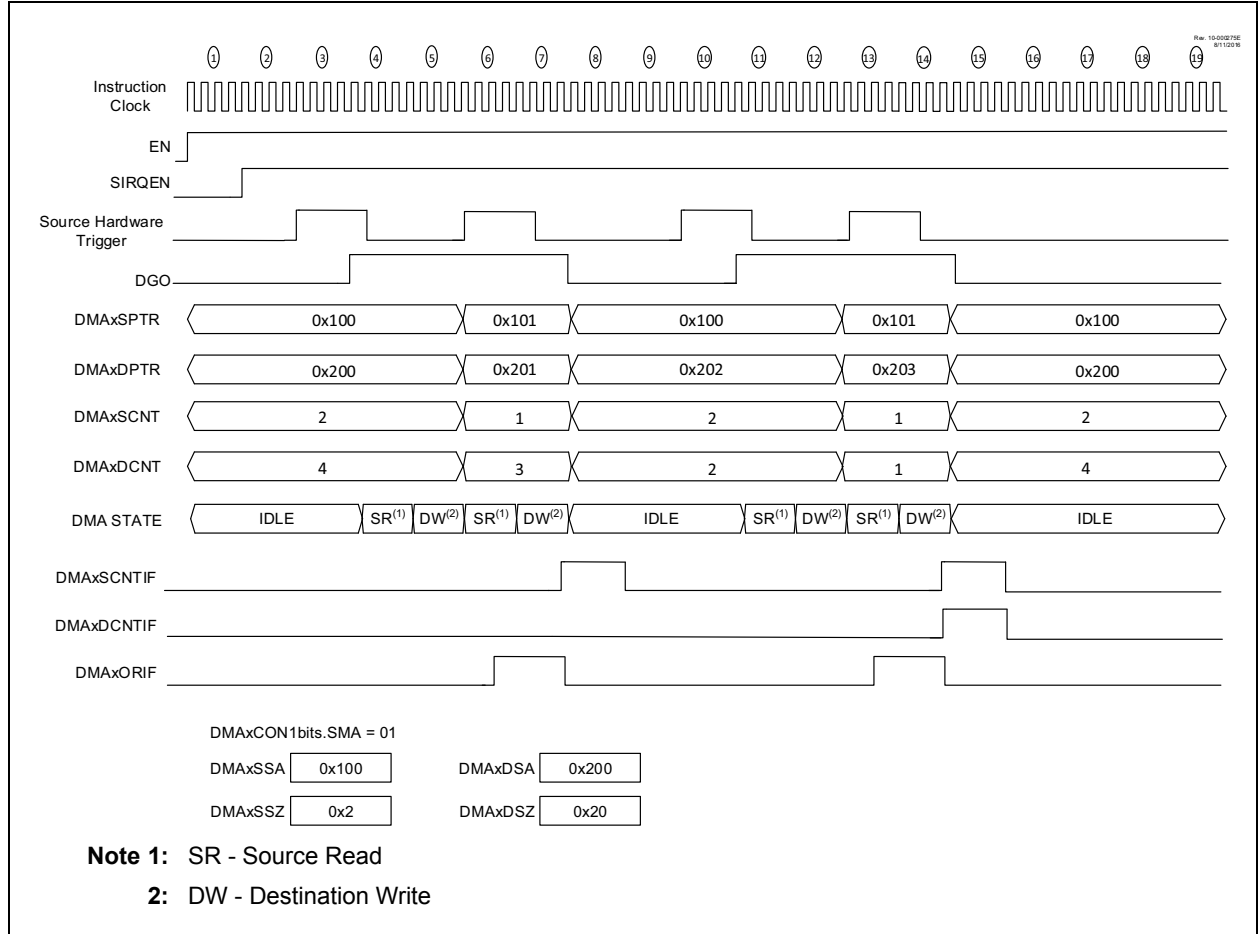 Rev. 10-000275E
8/11/2016
1 2 3 4 5 6 7 8 9 10 11 12 13 14 15 16 17 18 19
Instruction
Clock
EN
SIRQEN
Source Hardware
Trigger
DGO
DMAxSPTR 0x100 0x101 0x100 0x101 0x100
DMAxDPTR 0x200 0x201 0x202 0x203 0x200
DMAxSCNT 2 1 2 1 2
DMAxDCNT 4 3 2 1 4
DMA STATE IDLE SR(1) DW(2) SR(1) DW(2) IDLE SR(1) DW(2) SR(1) DW(2) IDLE
DMAxSCNTIF
DMAxDCNTIF
DMAxORIF
DMAxCON1bits.SMA = 01
DMAxSSA 0x100 DMAxDSA 0x200
DMAxSSZ 0x2 DMAxDSZ 0x20
Note 1: SR - Source Read
2: DW - Destination Write